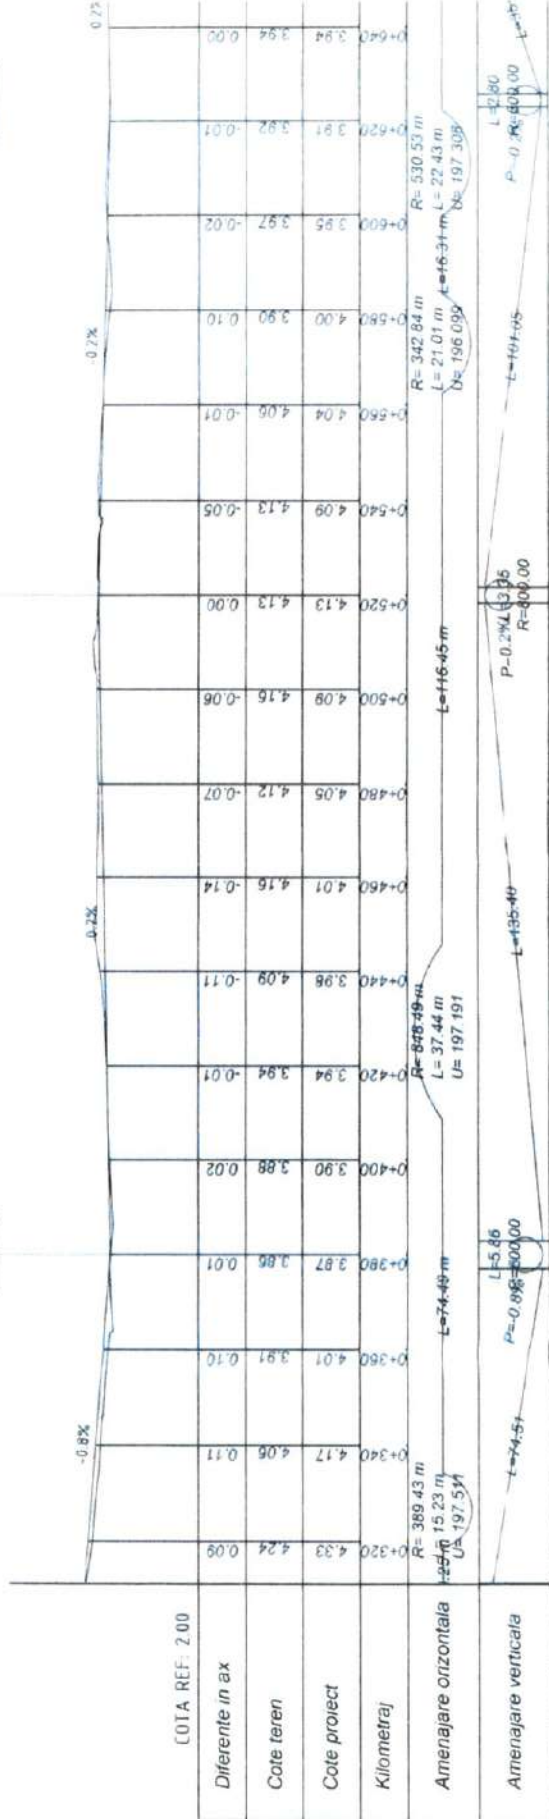 -0.8%
0.2%
-0.2%
COTA REF: 2.00
Diferente in ax 0.09 0.11 0.10 0.01 0.02 -0.01 -0.11 -0.14 -0.07 -0.06 0.00 -0.05 -0.01 0.10 -0.02 -0.01 0.00
Cote teren 4.24 4.06 3.91 3.86 3.88 3.94 4.09 4.16 4.12 4.16 4.13 4.13 4.06 3.90 3.97 3.92 3.94
Cote proiect 4.33 4.17 4.01 3.87 3.90 3.94 3.98 4.01 4.05 4.09 4.13 4.09 4.04 4.00 3.95 3.91 3.94
Kilometraj 0+320 0+340 0+360 0+380 0+400 0+420 0+440 0+460 0+480 0+500 0+520 0+540 0+560 0+580 0+600 0+620 0+640
Amenajare orizontala
R= 389.43 m
L= 15.23 m
U= 197.511
L=74.49 m
R= 848.49 m
L= 37.44 m
U= 197.191
L=116.45 m
R= 342.84 m
L= 21.01 m
U= 196.099
L=16.31 m
R= 530.53 m
L= 22.43 m
U= 197.308
Amenajare verticala
L=74.51
L=5.86
P=-0.8%
R=600.00
L=135.40
P=0.2%
L=3.35
R=800.00
L=101.05
L=2.80
R=600.00